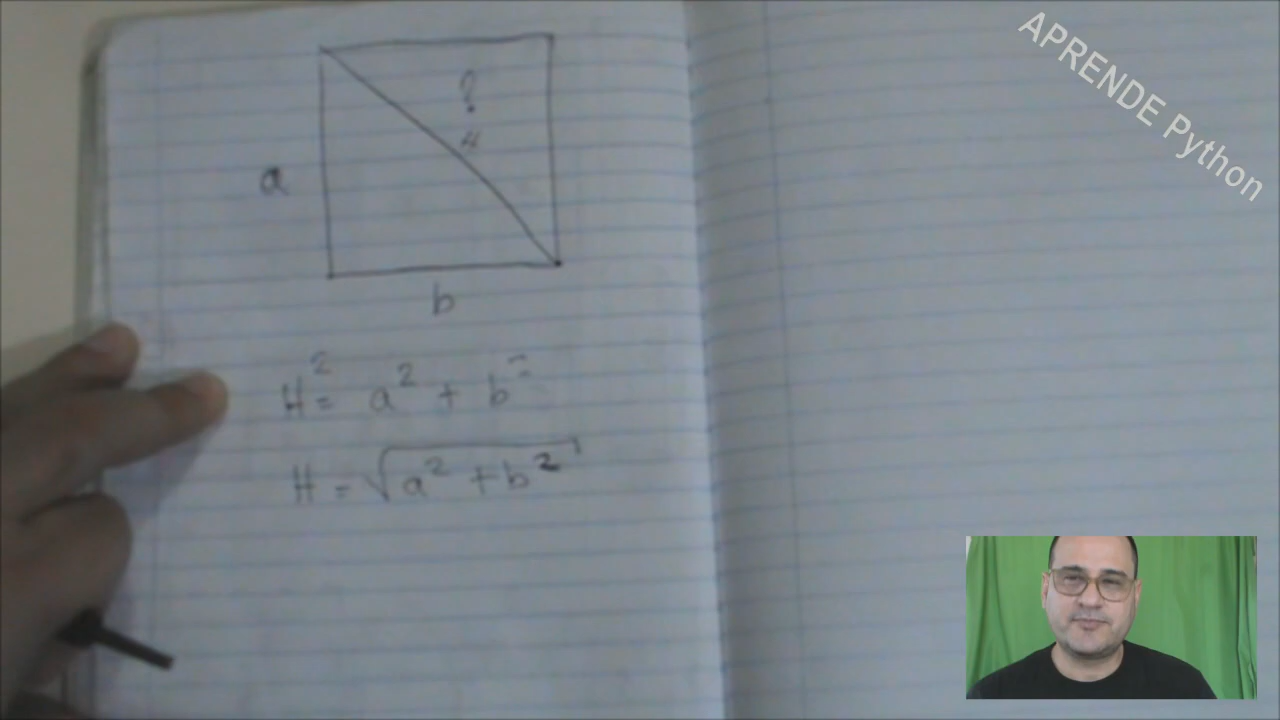 APRENDE Python
?
a
b
H² = a² + b²
H = √a² + b²